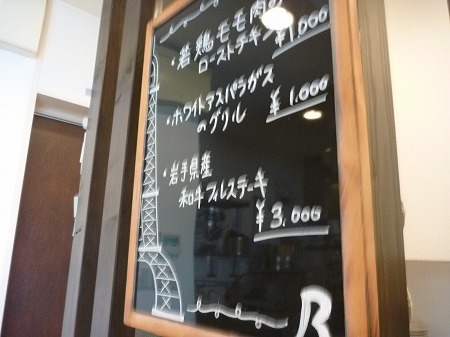 ・若鶏モモ肉の
ローストチキン ¥1,000
・ホワイトアスパラガス
のグリル ¥1,000
・岩手県産
和牛フィレステーキ
¥3,000
B